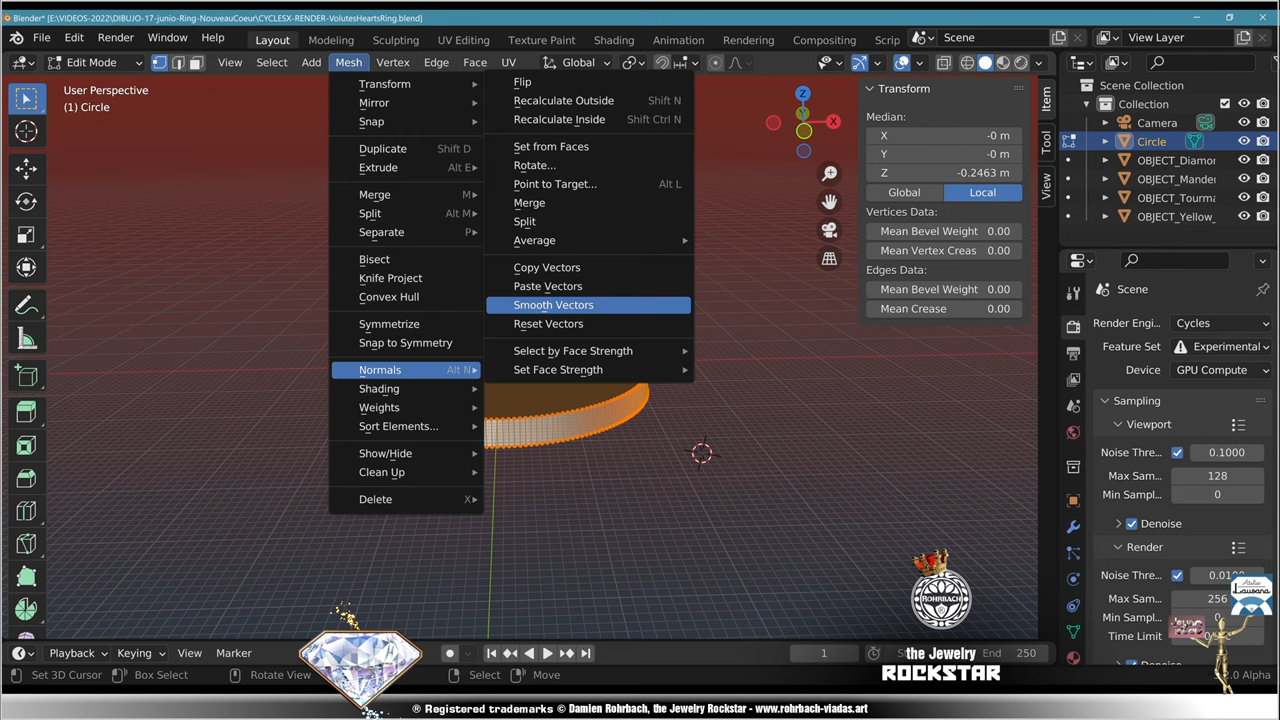 Blender* [E:\VIDEOS-2022\DIBUJO-17-junio-Ring-NouveauCoeur\CYCLESX-RENDER-VolutesHeartsRing.blend]
File Edit Render Window Help Layout Modeling Sculpting UV Editing Texture Paint Shading Animation Rendering Compositing Scrip Scene View Layer
Edit Mode View Select Add Mesh Vertex Edge Face UV Global
User Perspective
(1) Circle
Transform
Mirror
Snap
Duplicate Shift D
Extrude Alt E
Merge M
Split Alt M
Separate P
Bisect
Knife Project
Convex Hull
Symmetrize
Snap to Symmetry
Normals Alt N
Shading
Weights
Sort Elements...
Show/Hide
Clean Up
Delete X
Flip
Recalculate Outside Shift N
Recalculate Inside Shift Ctrl N
Set from Faces
Rotate...
Point to Target... Alt L
Merge
Split
Average
Copy Vectors
Paste Vectors
Smooth Vectors
Reset Vectors
Select by Face Strength
Set Face Strength
Z
X
Transform
Median:
X -0 m
Y -0 m
Z -0.2463 m
Global Local
Vertices Data:
Mean Bevel Weight 0.00
Mean Vertex Creas 0.00
Edges Data:
Mean Bevel Weight 0.00
Mean Crease 0.00
Item
Tool
View
Scene Collection
Collection
Camera
Circle
OBJECT_Diamor
OBJECT_Mander
OBJECT_Tourma
OBJECT_Yellow_
Scene
Render Engi... Cycles
Feature Set Experimental
Device GPU Compute
Sampling
Viewport
Noise Thre... 0.1000
Max Sam... 128
Min Sampl... 0
Denoise
Render
Noise Thre... 0.010
Max Sam... 256
Min Sampl...
Time Limit
Denoise
ROHRBACH
Atelier
Lausana
Playback Keying View Marker 1 End 250
the Jewelry
ROCKSTAR
Set 3D Cursor Box Select Rotate View Select Move 2.0 Alpha
® Registered trademarks © Damien Rohrbach, the Jewelry Rockstar - www.rohrbach-viadas.art